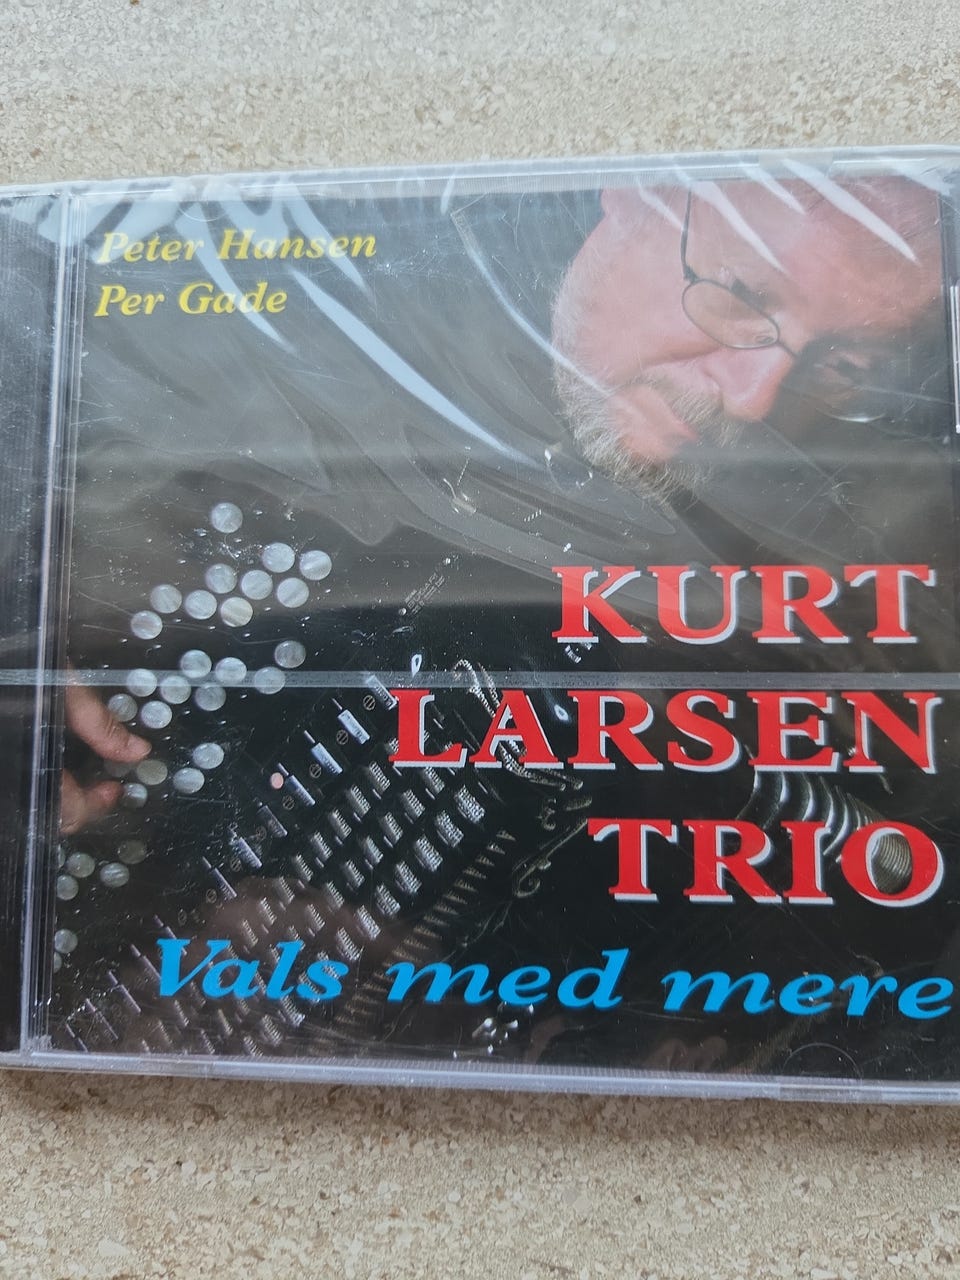 Peter Hansen
Per Gade
KURT
LARSEN
TRIO
Vals med mere